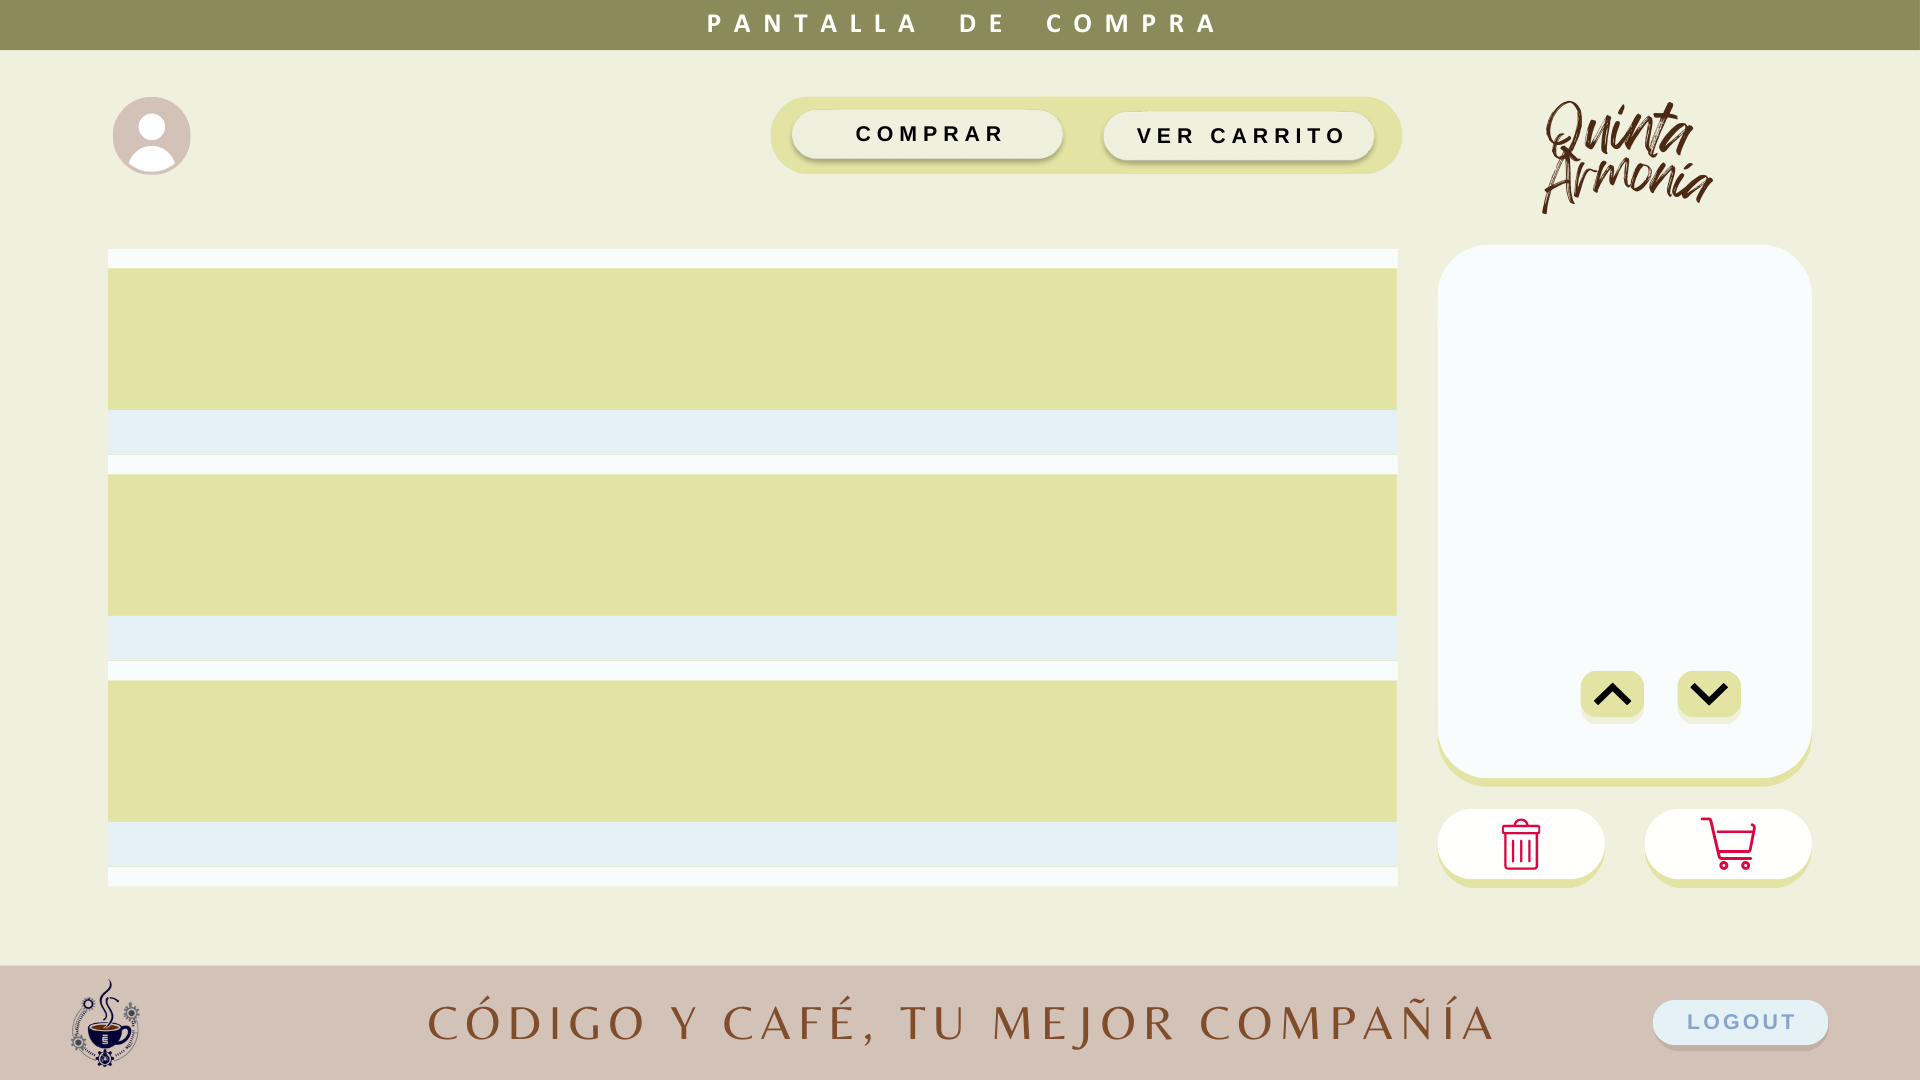 PANTALLA DE COMPRA
COMPRAR
VER CARRITO
Quinta
Armonía
CÓDIGO Y CAFÉ, TU MEJOR COMPAÑÍA
LOGOUT